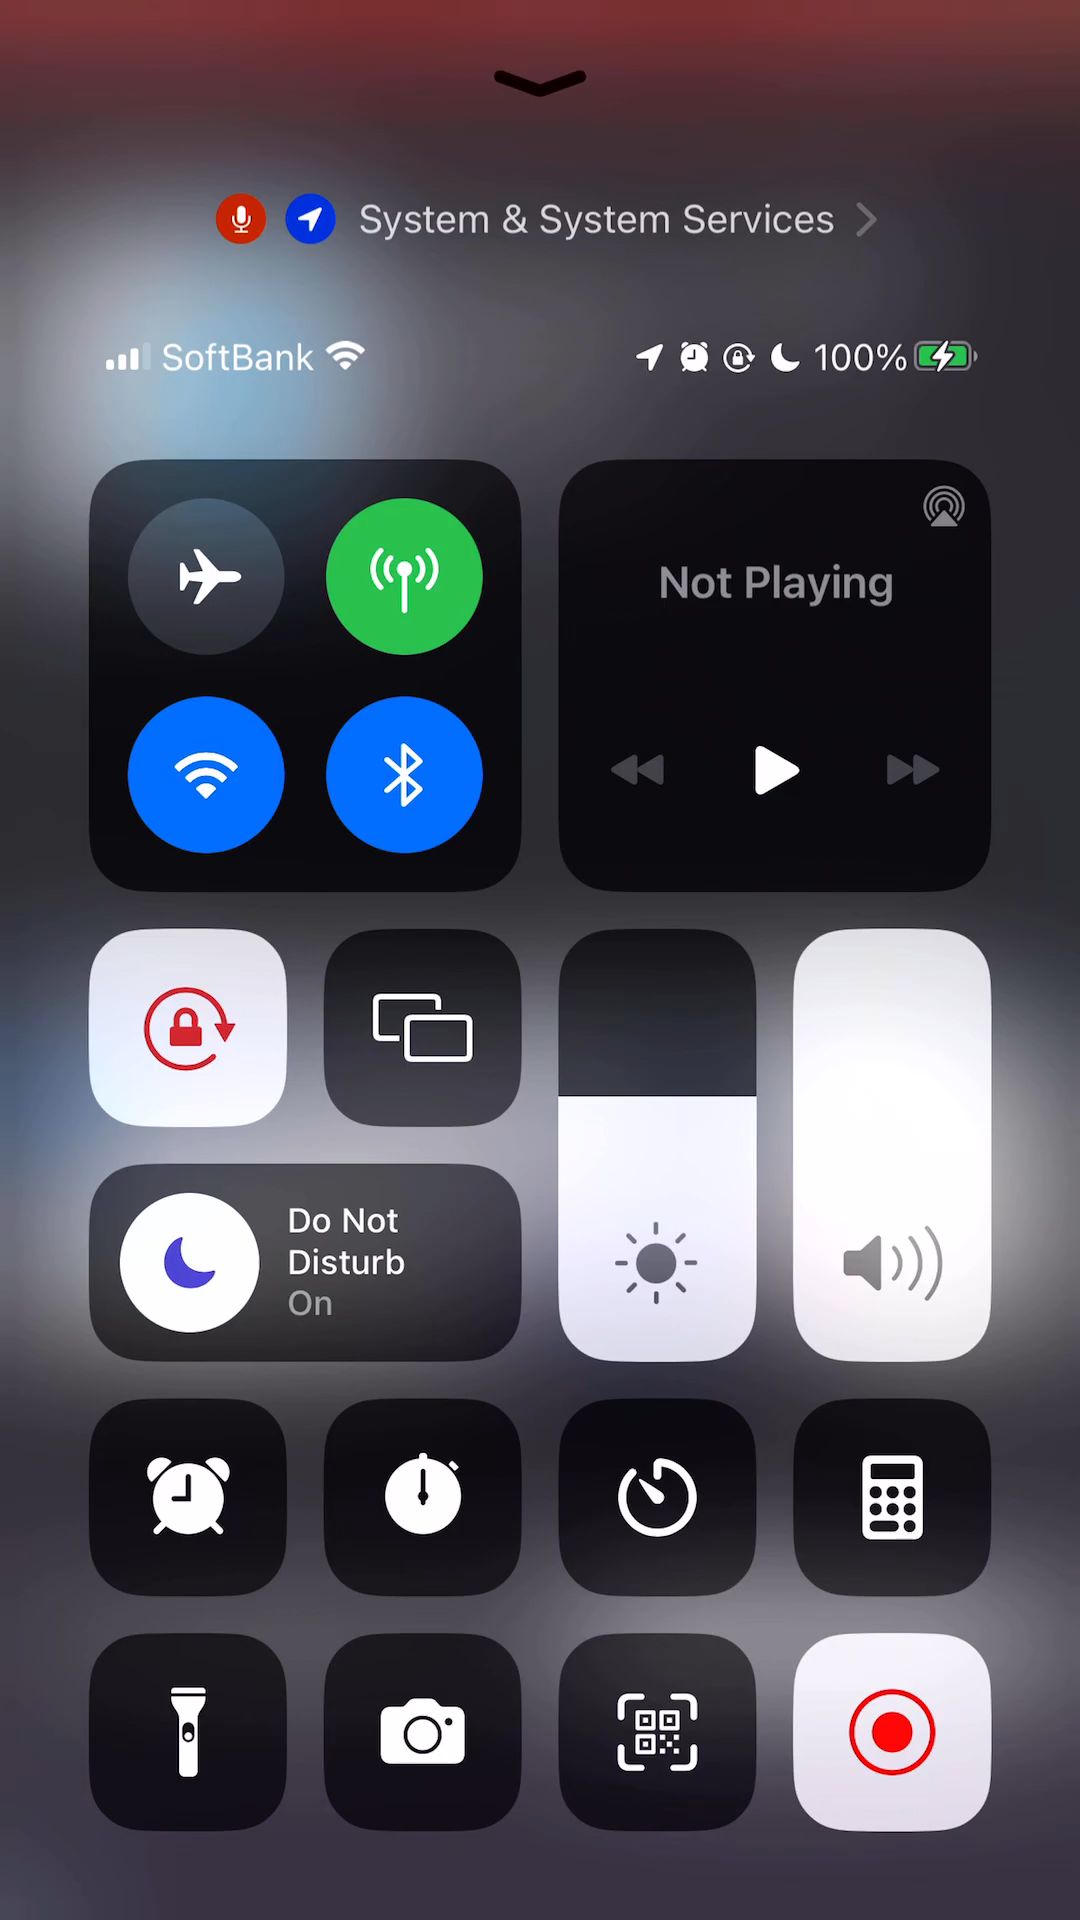 System & System Services
SoftBank
100%
Not Playing
Do Not
Disturb
On